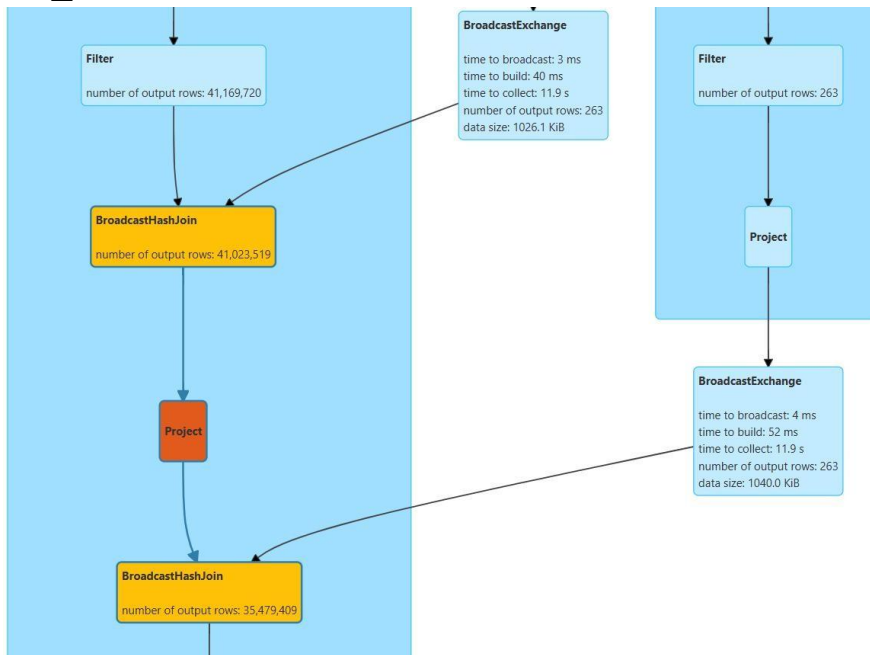 Filter
number of output rows: 41,169,720
BroadcastExchange
time to broadcast: 3 ms
time to build: 40 ms
time to collect: 11.9 s
number of output rows: 263
data size: 1026.1 KiB
Filter
number of output rows: 263
BroadcastHashJoin
number of output rows: 41,023,519
Project
BroadcastExchange
time to broadcast: 4 ms
time to build: 52 ms
time to collect: 11.9 s
number of output rows: 263
data size: 1040.0 KiB
Project
BroadcastHashJoin
number of output rows: 35,479,409